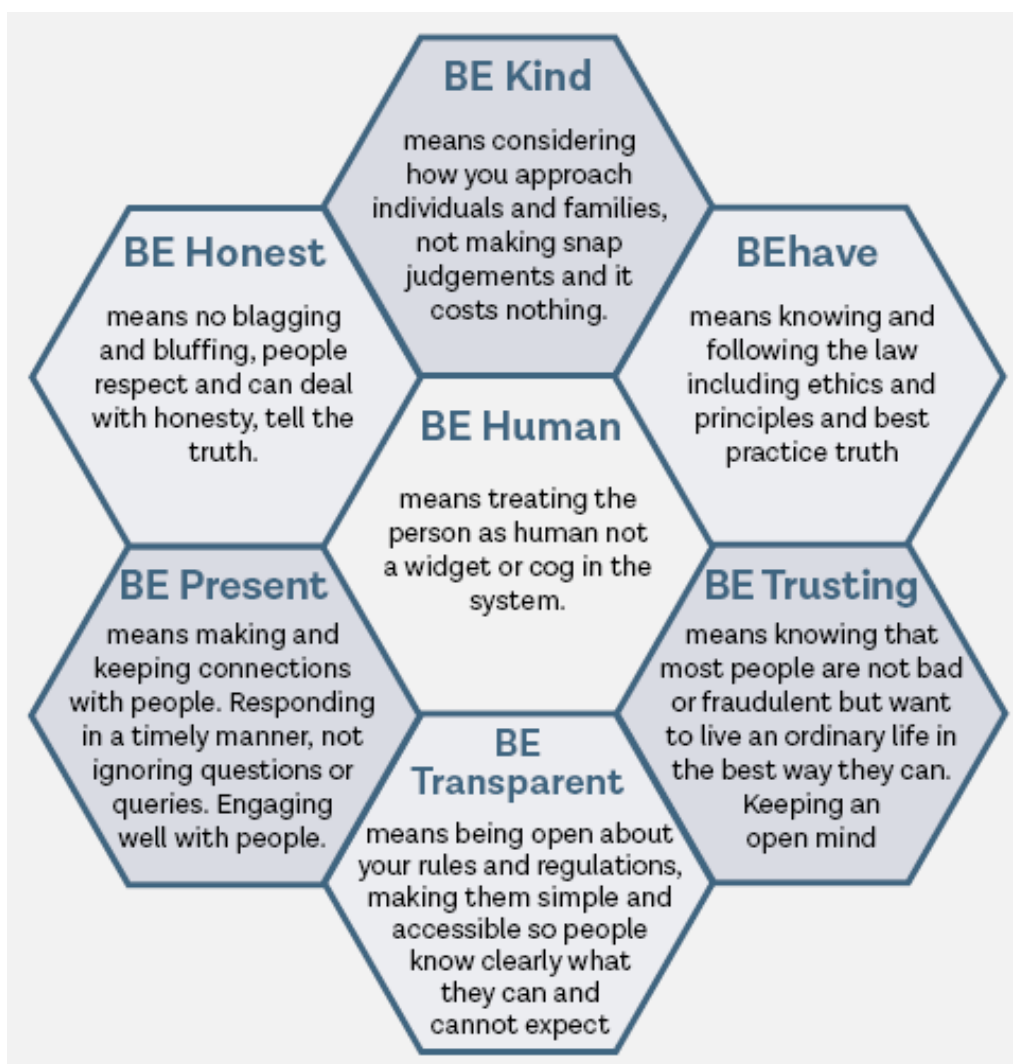 BE Kind
means considering
how you approach
individuals and families,
not making snap
judgements and it
costs nothing.
BE Honest
means no blagging
and bluffing, people
respect and can deal
with honesty, tell the
truth.
BEhave
means knowing and
following the law
including ethics and
principles and best
practice truth
BE Human
means treating the
person as human not
a widget or cog in the
system.
BE Present
means making and
keeping connections
with people. Responding
in a timely manner, not
ignoring questions or
queries. Engaging
well with people.
BE Trusting
means knowing that
most people are not bad
or fraudulent but want
to live an ordinary life in
the best way they can.
Keeping an
open mind
BE
Transparent
means being open about
your rules and regulations,
making them simple and
accessible so people
know clearly what
they can and
cannot expect